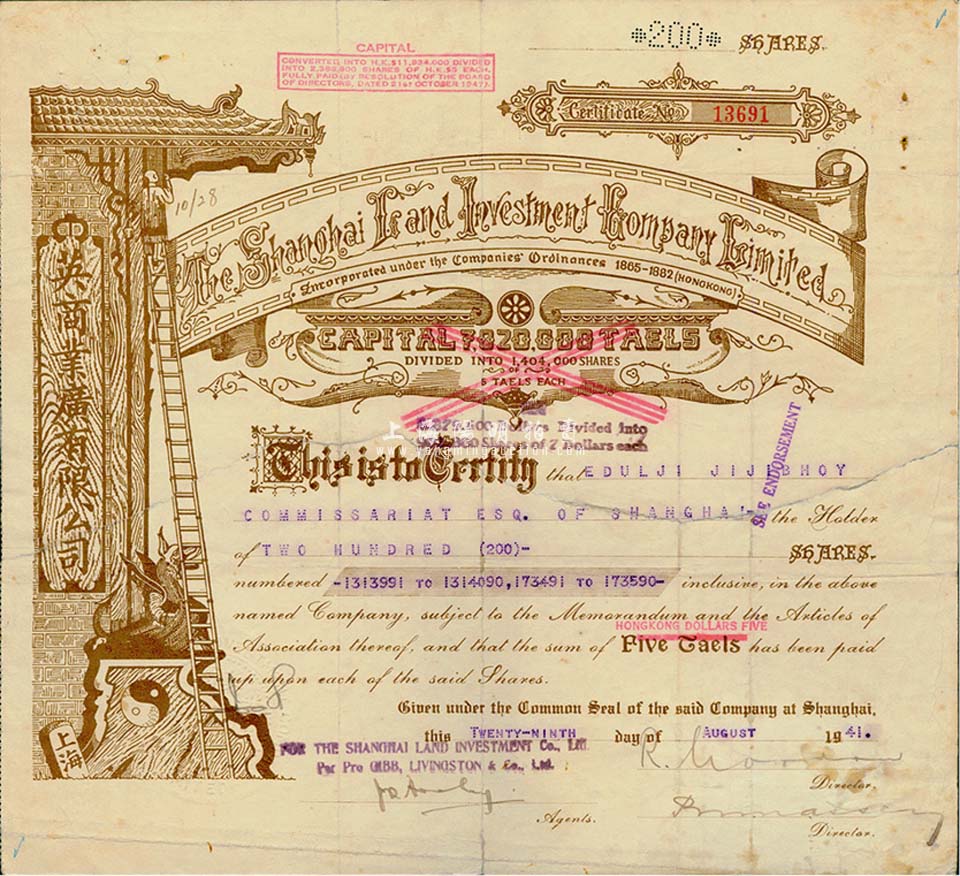 *200* SHARES.
CAPITAL
CONVERTED INTO H.K.$11,934,000 DIVIDED
INTO 2,386,800 SHARES OF H.K.$5 EACH,
FULLY PAID (BY RESOLUTION OF THE BOARD
OF DIRECTORS, DATED 21st OCTOBER 1947).
Certificate No. 13691
10/28
The Shanghai Land Investment Company Limited.
Incorporated under the Companies' Ordinances 1865-1882 (HONGKONG)
CAPITAL 7,020,000 TAELS
DIVIDED INTO 1,404,000 SHARES
OF
5 TAELS EACH
Dollars Divided into
Shares of 7 Dollars each
英商業廣有限公司
上海
SEE ENDORSEMENT
This is to Certify that EDULJI JIJIBHOY
COMMISSARIAT ESQ. OF SHANGHAI- the Holder
of TWO HUNDRED (200)- SHARES.
numbered -1313991 TO 1314090,173491 TO 173590- inclusive, in the above
named Company, subject to the Memorandum and the Articles of
HONGKONG DOLLARS FIVE
Association thereof, and that the sum of Five Taels has been paid
up upon each of the said Shares.
Given under the Common Seal of the said Company at Shanghai,
this TWENTY-NINTH day of AUGUST 1941.
FOR THE SHANGHAI LAND INVESTMENT Co., Ltd.
Per Pro GIBB, LIVINGSTON & Co., Ltd.
Director.
Agents.
Director.